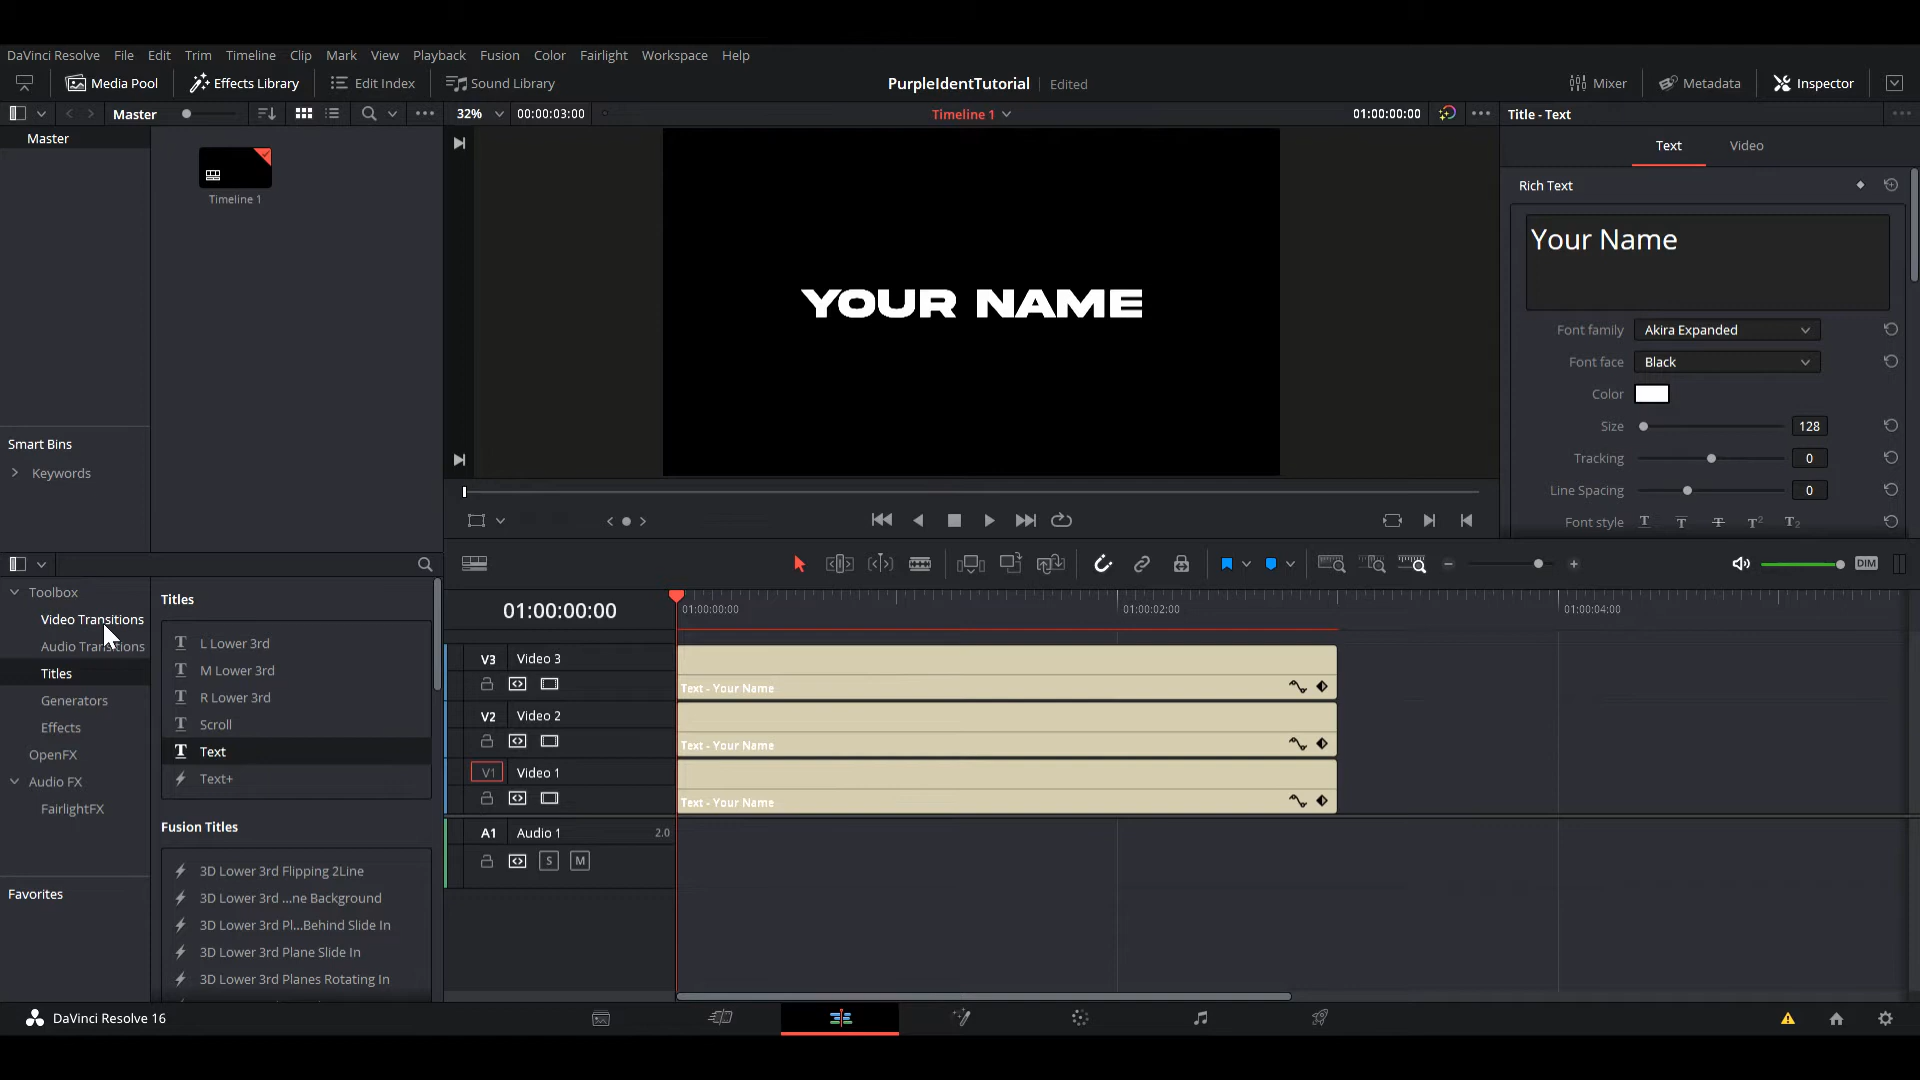 DaVinci Resolve File Edit Trim Timeline Clip Mark View Playback Fusion Color Fairlight Workspace Help
Media Pool Effects Library Edit Index Sound Library PurpleIdentTutorial Edited Mixer Metadata Inspector
Master 32% 00:00:03:00 Timeline 1 01:00:00:00 Title - Text
Master
Timeline 1
Smart Bins
Keywords
YOUR NAME
Text Video
Rich Text
Your Name
Font family Akira Expanded
Font face Black
Color
Size 128
Tracking 0
Line Spacing 0
Font style T T T T2 T2
DIM
Toolbox
Video Transitions
Audio Transitions
Titles
Generators
Effects
OpenFX
Audio FX
FairlightFX
Favorites
Titles
L Lower 3rd
M Lower 3rd
R Lower 3rd
Scroll
Text
Text+
Fusion Titles
3D Lower 3rd Flipping 2Line
3D Lower 3rd ...ne Background
3D Lower 3rd Pl...Behind Slide In
3D Lower 3rd Plane Slide In
3D Lower 3rd Planes Rotating In
01:00:00:00 01:00:00:00 01:00:02:00 01:00:04:00
V3 Video 3
Text - Your Name
V2 Video 2
Text - Your Name
V1 Video 1
Text - Your Name
A1 Audio 1 2.0
S M
DaVinci Resolve 16